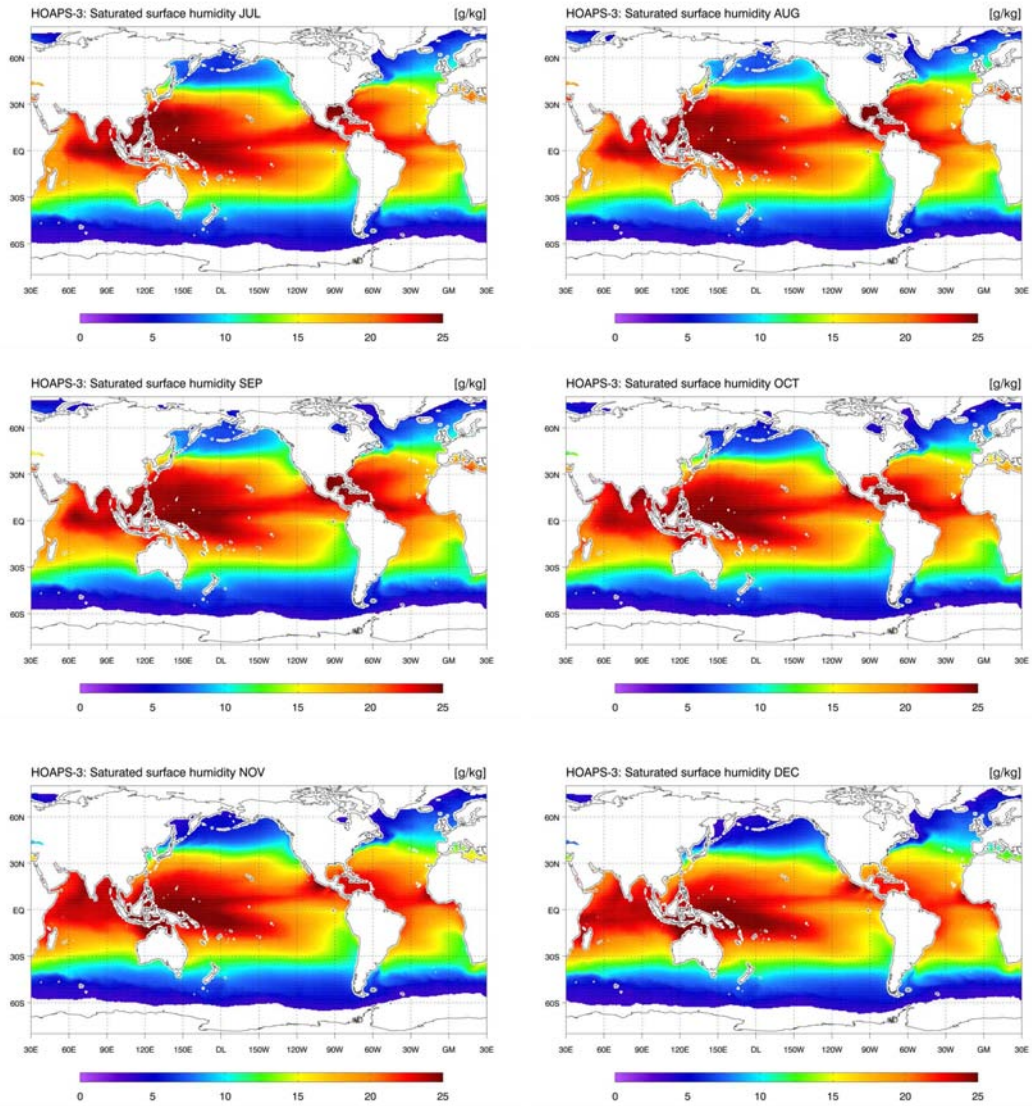 HOAPS-3: Saturated surface humidity JUL [g/kg]
60N
30N
EQ
30S
60S
30E 60E 90E 120E 150E DL 150W 120W 90W 60W GM 30E
0 5 10 15 20 25
HOAPS-3: Saturated surface humidity AUG [g/kg]
60N
30N
EQ
30S
60S
30E 60E 90E 120E 150E DL 150W 120W 90W 60W GM 30E
0 5 10 15 20 25
HOAPS-3: Saturated surface humidity SEP [g/kg]
60N
30N
EQ
30S
60S
30E 60E 90E 120E 150E DL 150W 120W 90W 60W GM 30E
0 5 10 15 20 25
HOAPS-3: Saturated surface humidity OCT [g/kg]
60N
30N
EQ
30S
60S
30E 60E 90E 120E 150E DL 150W 120W 90W 60W GM 30E
0 5 10 15 20 25
HOAPS-3: Saturated surface humidity NOV [g/kg]
60N
30N
EQ
30S
60S
30E 60E 90E 120E 150E DL 150W 120W 90W 60W GM 30E
0 5 10 15 20 25
HOAPS-3: Saturated surface humidity DEC [g/kg]
60N
30N
EQ
30S
60S
30E 60E 90E 120E 150E DL 150W 120W 90W 60W GM 30E
0 5 10 15 20 25